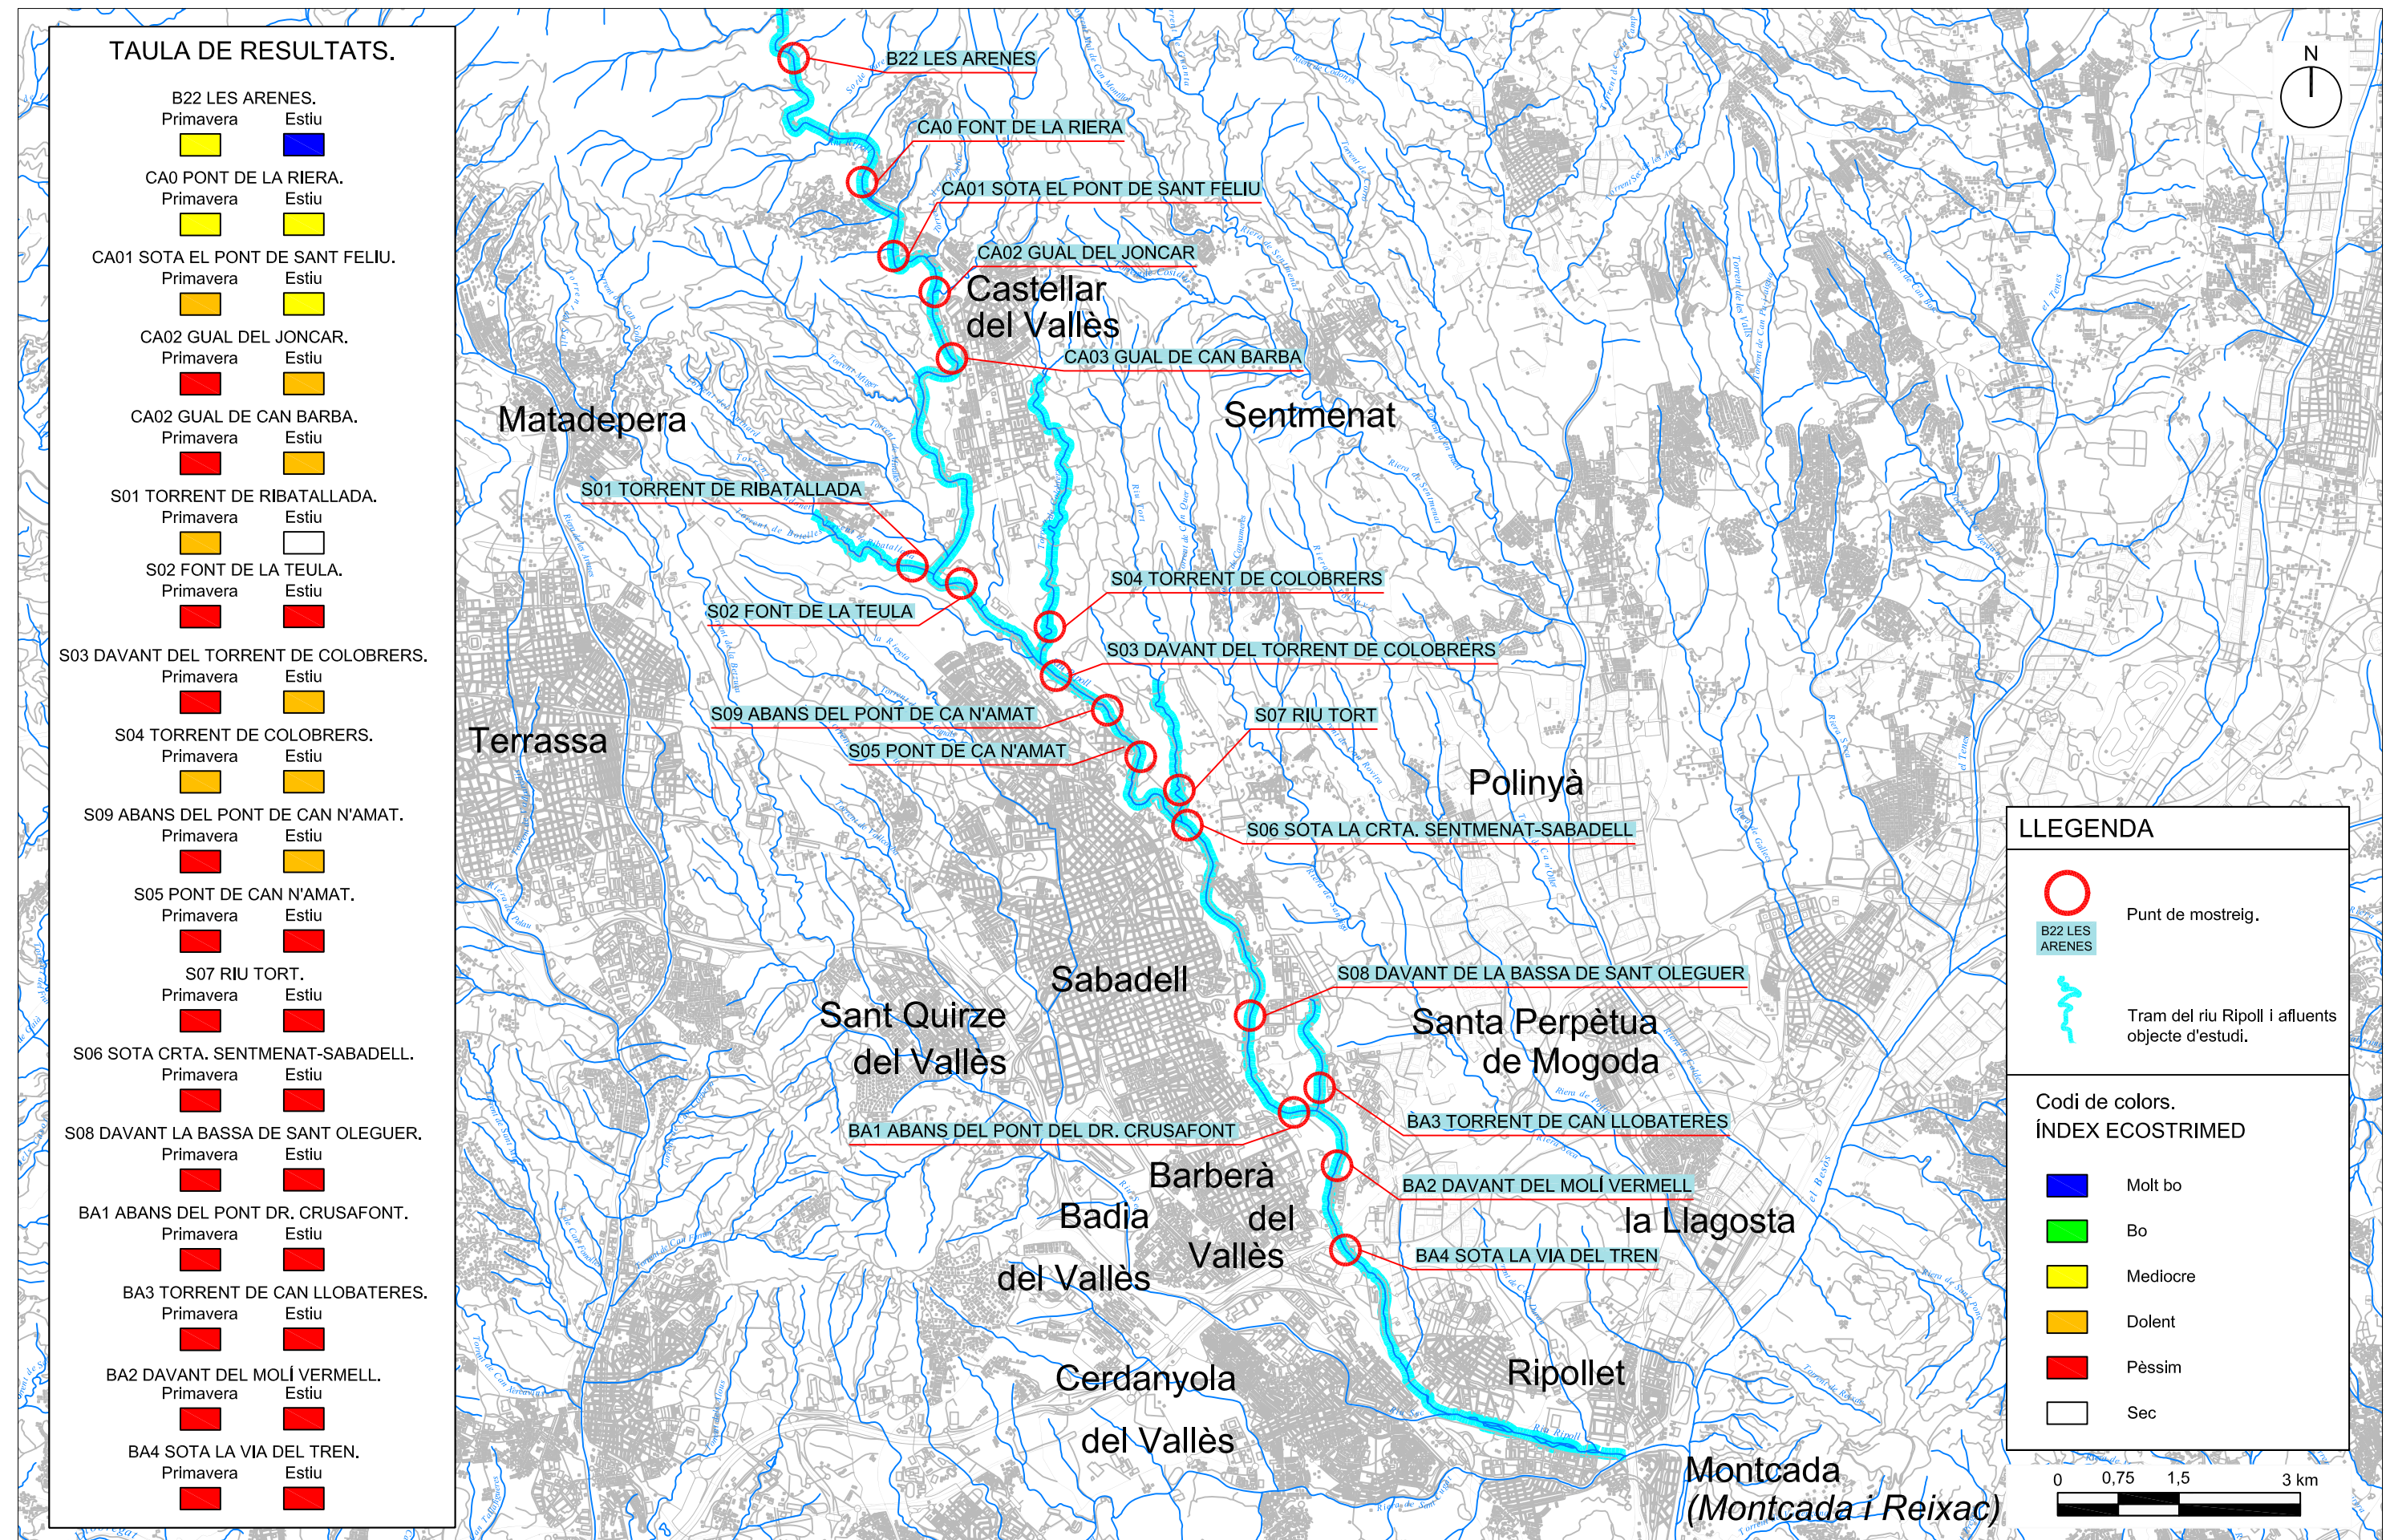 TAULA DE RESULTATS.
B22 LES ARENES.
Primavera Estiu
CA0 PONT DE LA RIERA.
Primavera Estiu
CA01 SOTA EL PONT DE SANT FELIU.
Primavera Estiu
CA02 GUAL DEL JONCAR.
Primavera Estiu
CA02 GUAL DE CAN BARBA.
Primavera Estiu
S01 TORRENT DE RIBATALLADA.
Primavera Estiu
S02 FONT DE LA TEULA.
Primavera Estiu
S03 DAVANT DEL TORRENT DE COLOBRERS.
Primavera Estiu
S04 TORRENT DE COLOBRERS.
Primavera Estiu
S09 ABANS DEL PONT DE CAN N'AMAT.
Primavera Estiu
S05 PONT DE CAN N'AMAT.
Primavera Estiu
S07 RIU TORT.
Primavera Estiu
S06 SOTA CRTA. SENTMENAT-SABADELL.
Primavera Estiu
S08 DAVANT LA BASSA DE SANT OLEGUER.
Primavera Estiu
BA1 ABANS DEL PONT DR. CRUSAFONT.
Primavera Estiu
BA3 TORRENT DE CAN LLOBATERES.
Primavera Estiu
BA2 DAVANT DEL MOLÍ VERMELL.
Primavera Estiu
BA4 SOTA LA VIA DEL TREN.
Primavera Estiu
B22 LES ARENES
CA0 FONT DE LA RIERA
CA01 SOTA EL PONT DE SANT FELIU
CA02 GUAL DEL JONCAR
Castellar
del Vallès
CA03 GUAL DE CAN BARBA
Matadepera
Sentmenat
S01 TORRENT DE RIBATALLADA
S04 TORRENT DE COLOBRERS
S02 FONT DE LA TEULA
S03 DAVANT DEL TORRENT DE COLOBRERS
S09 ABANS DEL PONT DE CA N'AMAT
S07 RIU TORT
Terrassa
S05 PONT DE CA N'AMAT
Polinyà
S06 SOTA LA CRTA. SENTMENAT-SABADELL
Sabadell
S08 DAVANT DE LA BASSA DE SANT OLEGUER
Sant Quirze
del Vallès
Santa Perpètua
de Mogoda
BA3 TORRENT DE CAN LLOBATERES
BA1 ABANS DEL PONT DEL DR. CRUSAFONT
Barberà
del
Vallès
BA2 DAVANT DEL MOLÍ VERMELL
Badia
del Vallès
la Llagosta
BA4 SOTA LA VIA DEL TREN
Cerdanyola
del Vallès
Ripollet
Montcada
(Montcada i Reixac)
Riera de Sentmenat
el Tenes
el Tenes
Riera Seca
el Besòs
Riu Ripoll
N
LLEGENDA
B22 LES
ARENES
Punt de mostreig.
Tram del riu Ripoll i afluents
objecte d'estudi.
Codi de colors.
ÍNDEX ECOSTRIMED
Molt bo
Bo
Mediocre
Dolent
Pèssim
Sec
0 0,75 1,5 3 km